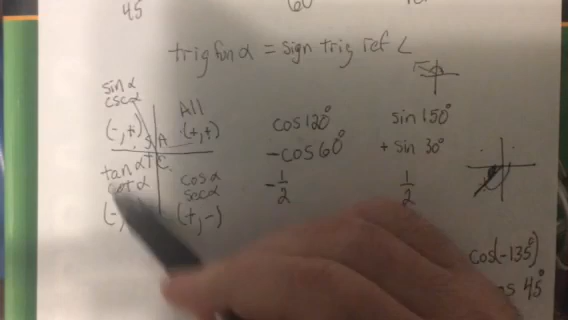 45
60
trig fun α = sign trig ref ∠
sin α
csc α
All
(-,+)
(+,+)
S A
T C
tan α
cot α
cos α
sec α
(-,
(+,-)
cos 120°
-cos 60°
-1/2
sin 150°
+ sin 30°
1/2
cos(-135°)
45°